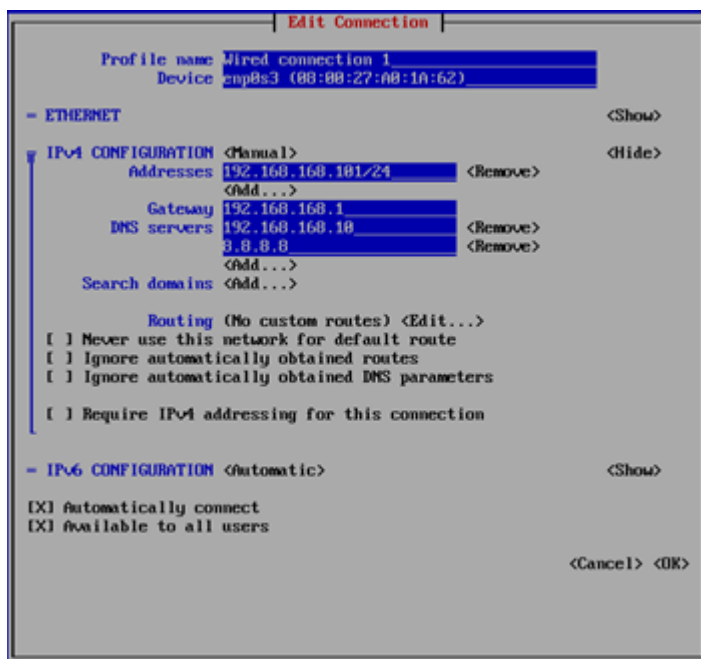 Edit Connection
Profile name Wired connection 1
Device enp0s3 (08:00:27:A0:1A:62)
= ETHERNET <Show>
IPv4 CONFIGURATION <Manual> <Hide>
Addresses 192.168.168.101/24 <Remove>
<Add...>
Gateway 192.168.168.1
DNS servers 192.168.168.10 <Remove>
8.8.8.8 <Remove>
<Add...>
Search domains <Add...>
Routing (No custom routes) <Edit...>
[ ] Never use this network for default route
[ ] Ignore automatically obtained routes
[ ] Ignore automatically obtained DNS parameters
[ ] Require IPv4 addressing for this connection
= IPv6 CONFIGURATION <Automatic> <Show>
[X] Automatically connect
[X] Available to all users
<Cancel> <OK>